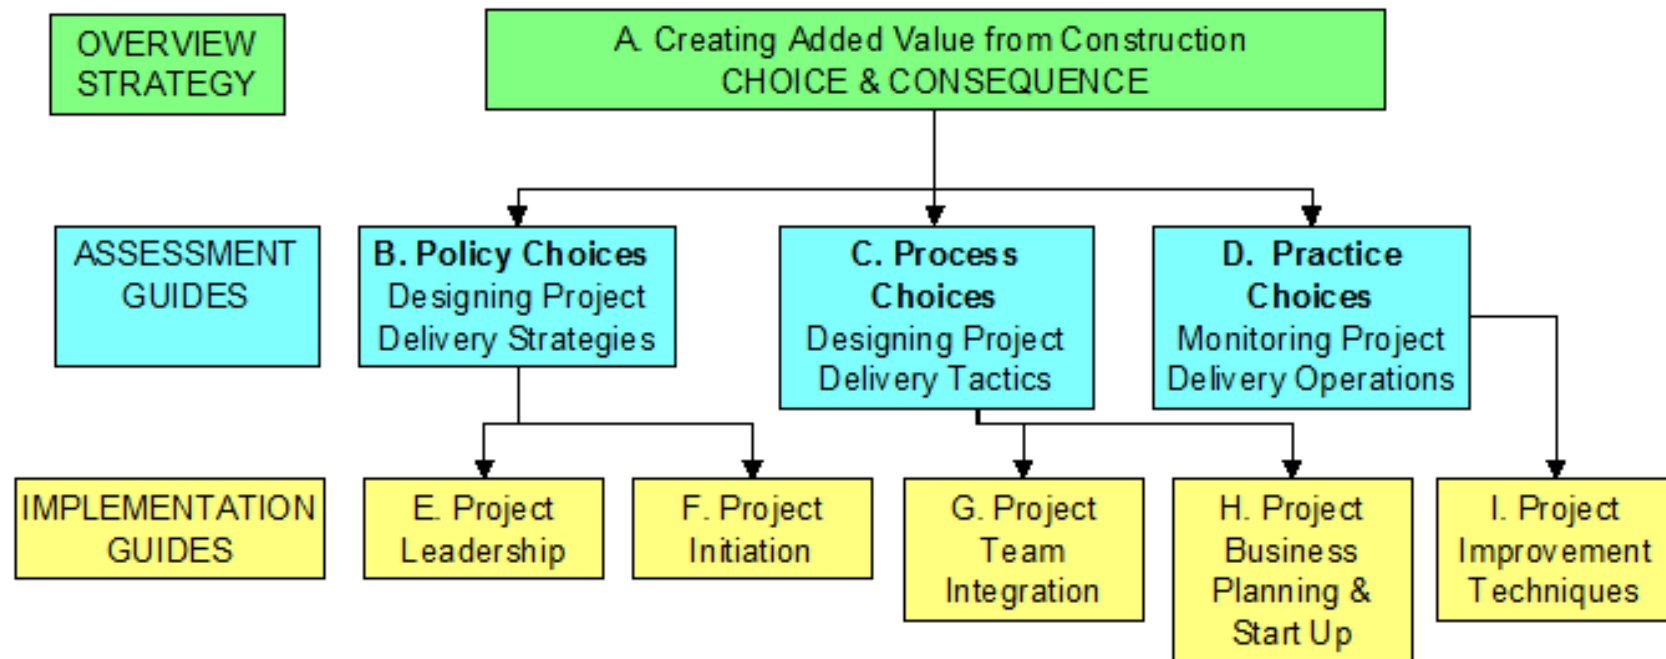 OVERVIEW
STRATEGY
A. Creating Added Value from Construction
CHOICE & CONSEQUENCE
ASSESSMENT
GUIDES
B. Policy Choices
Designing Project
Delivery Strategies
C. Process
Choices
Designing Project
Delivery Tactics
D. Practice
Choices
Monitoring Project
Delivery Operations
IMPLEMENTATION
GUIDES
E. Project
Leadership
F. Project
Initiation
G. Project
Team
Integration
H. Project
Business
Planning &
Start Up
I. Project
Improvement
Techniques